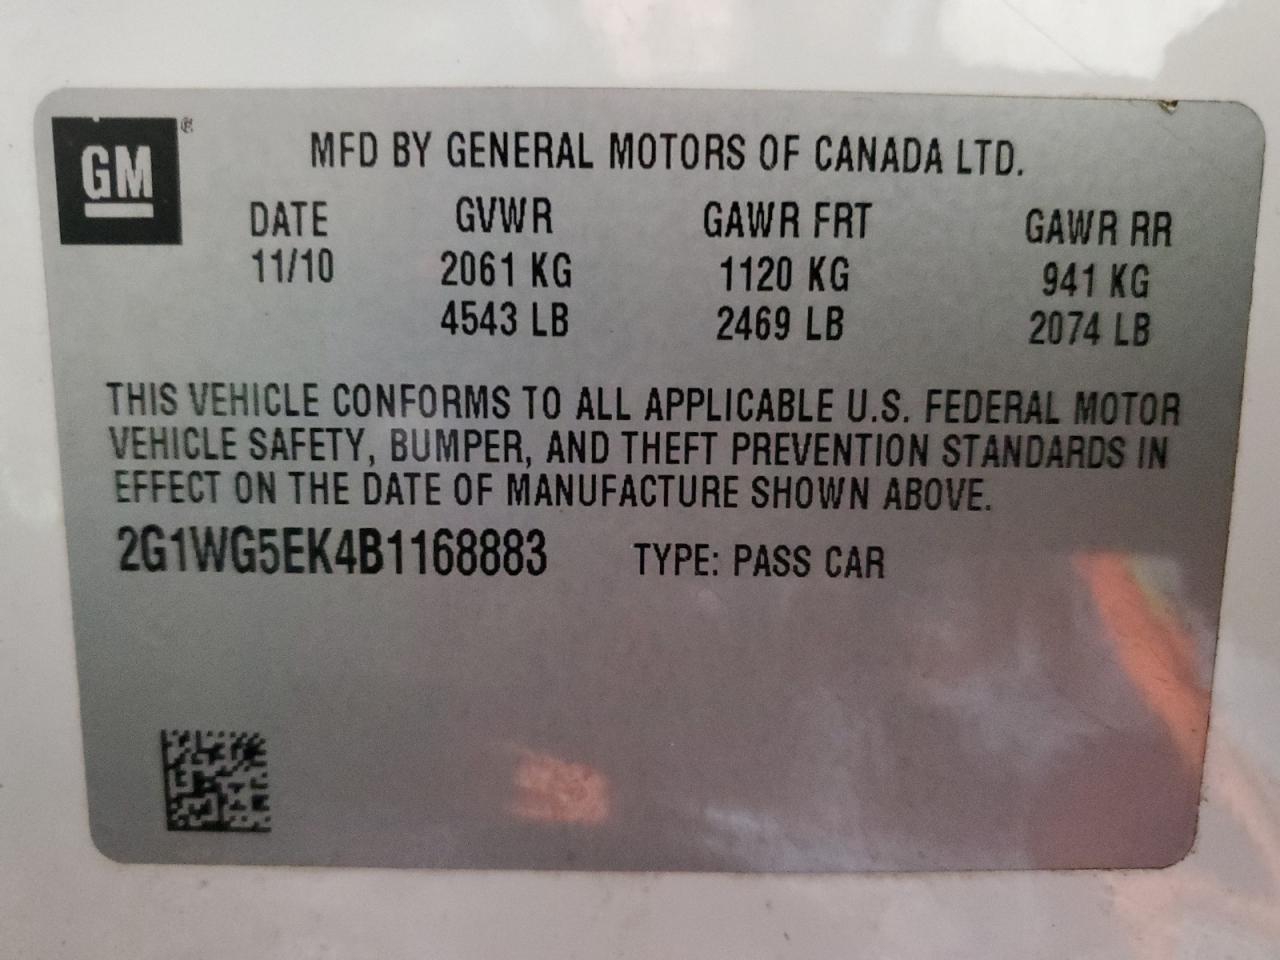 GM ®
MFD BY GENERAL MOTORS OF CANADA LTD.
DATE GVWR GAWR FRT GAWR RR
11/10 2061 KG 1120 KG 941 KG
4543 LB 2469 LB 2074 LB
THIS VEHICLE CONFORMS TO ALL APPLICABLE U.S. FEDERAL MOTOR
VEHICLE SAFETY, BUMPER, AND THEFT PREVENTION STANDARDS IN
EFFECT ON THE DATE OF MANUFACTURE SHOWN ABOVE.
2G1WG5EK4B1168883 TYPE: PASS CAR